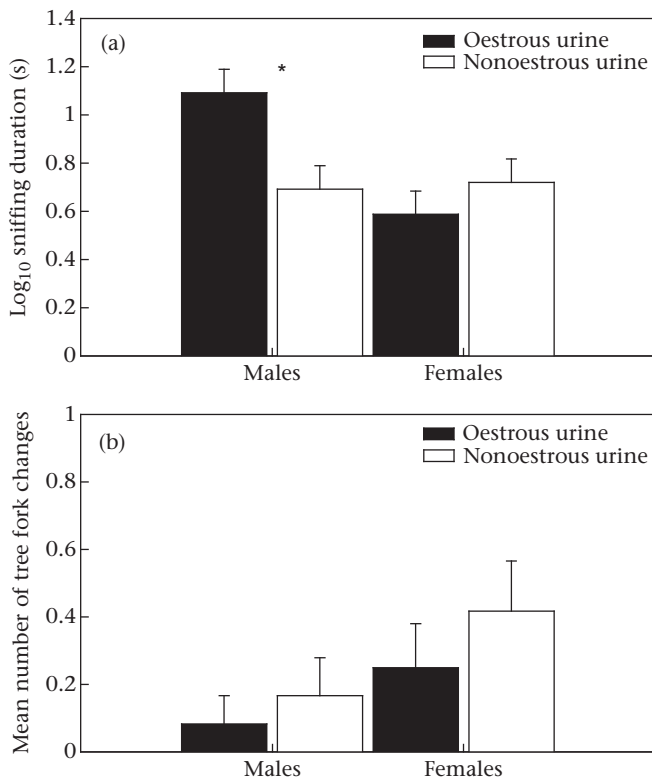 (a)
Oestrous urine
Nonoestrous urine
Log10 sniffing duration (s)
1.4
1.2
1
0.8
0.6
0.4
0.2
0
*
Males Females
(b)
Oestrous urine
Nonoestrous urine
Mean number of tree fork changes
1
0.8
0.6
0.4
0.2
0
Males Females